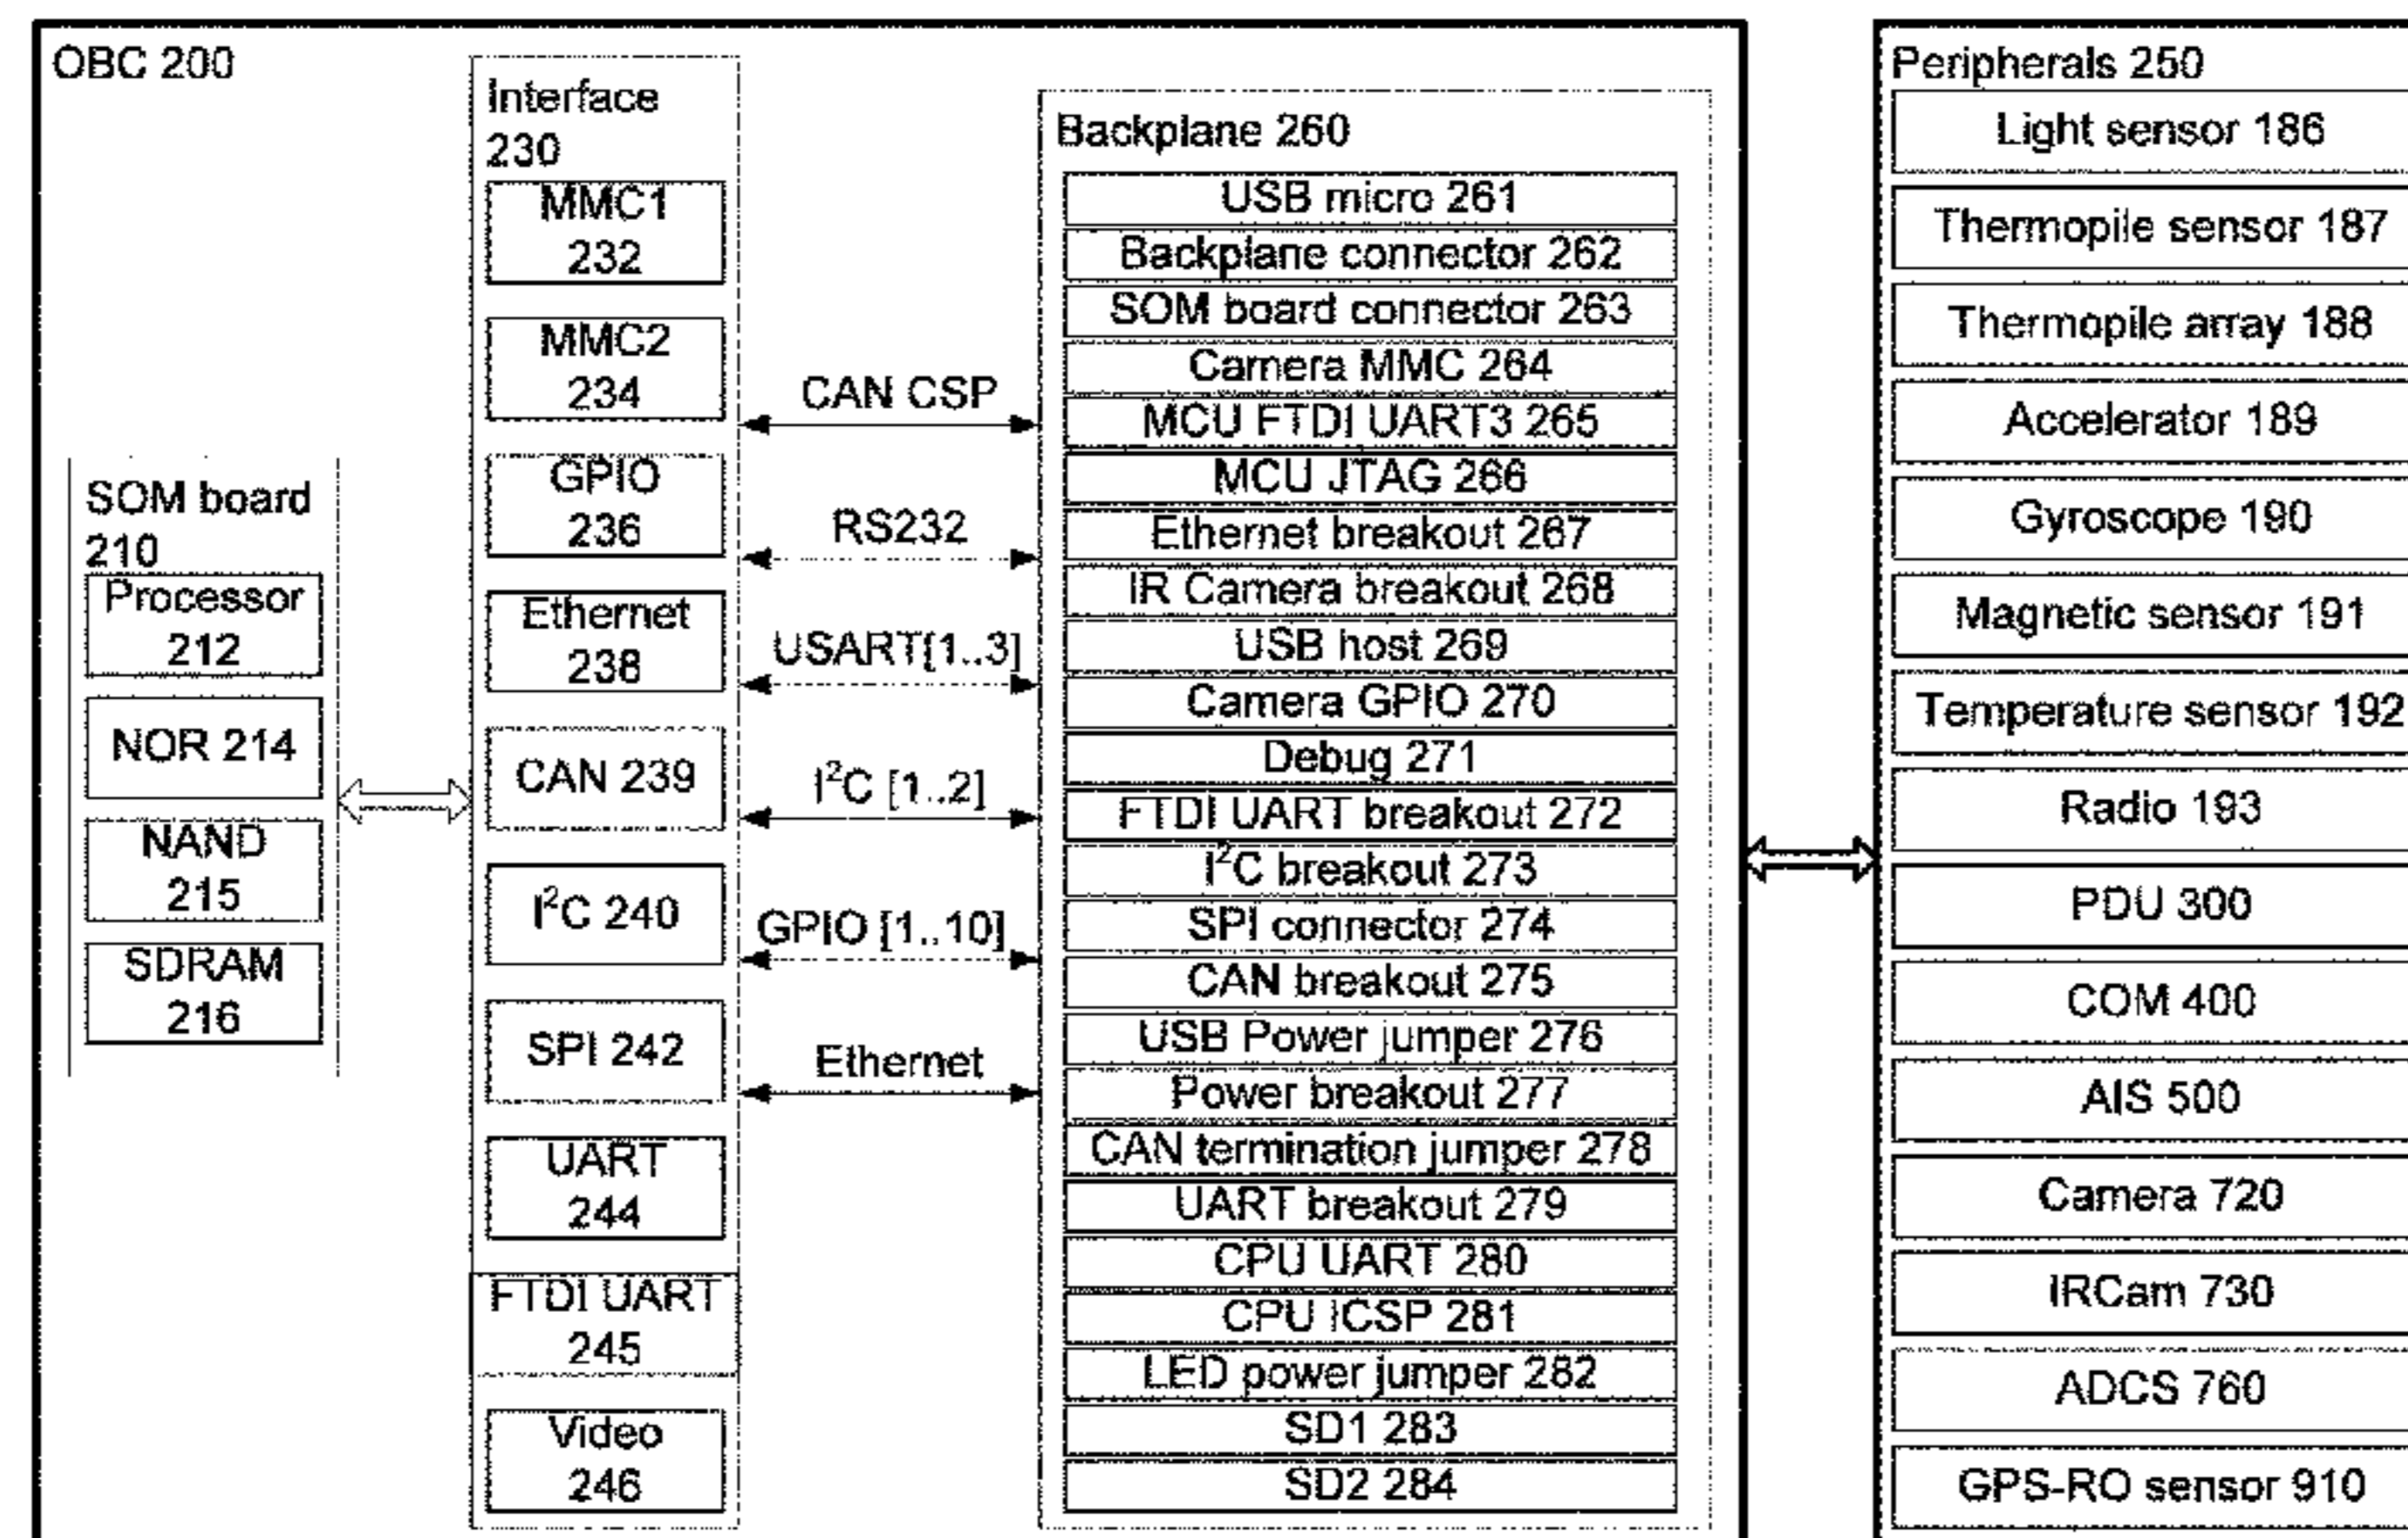 OBC 200
SOM board
210
Processor
212
NOR 214
NAND
215
SDRAM
216
Interface
230
MMC1
232
MMC2
234
GPIO
236
Ethernet
238
CAN 239
I²C 240
SPI 242
UART
244
FTDI UART
245
Video
246
CAN CSP
RS232
USART[1..3]
I²C [1..2]
GPIO [1..10]
Ethernet
Backplane 260
USB micro 261
Backplane connector 262
SOM board connector 263
Camera MMC 264
MCU FTDI UART3 265
MCU JTAG 266
Ethernet breakout 267
IR Camera breakout 268
USB host 269
Camera GPIO 270
Debug 271
FTDI UART breakout 272
I²C breakout 273
SPI connector 274
CAN breakout 275
USB Power jumper 276
Power breakout 277
CAN termination jumper 278
UART breakout 279
CPU UART 280
CPU ICSP 281
LED power jumper 282
SD1 283
SD2 284
Peripherals 250
Light sensor 186
Thermopile sensor 187
Thermopile array 188
Accelerator 189
Gyroscope 190
Magnetic sensor 191
Temperature sensor 192
Radio 193
PDU 300
COM 400
AIS 500
Camera 720
IRCam 730
ADCS 760
GPS-RO sensor 910